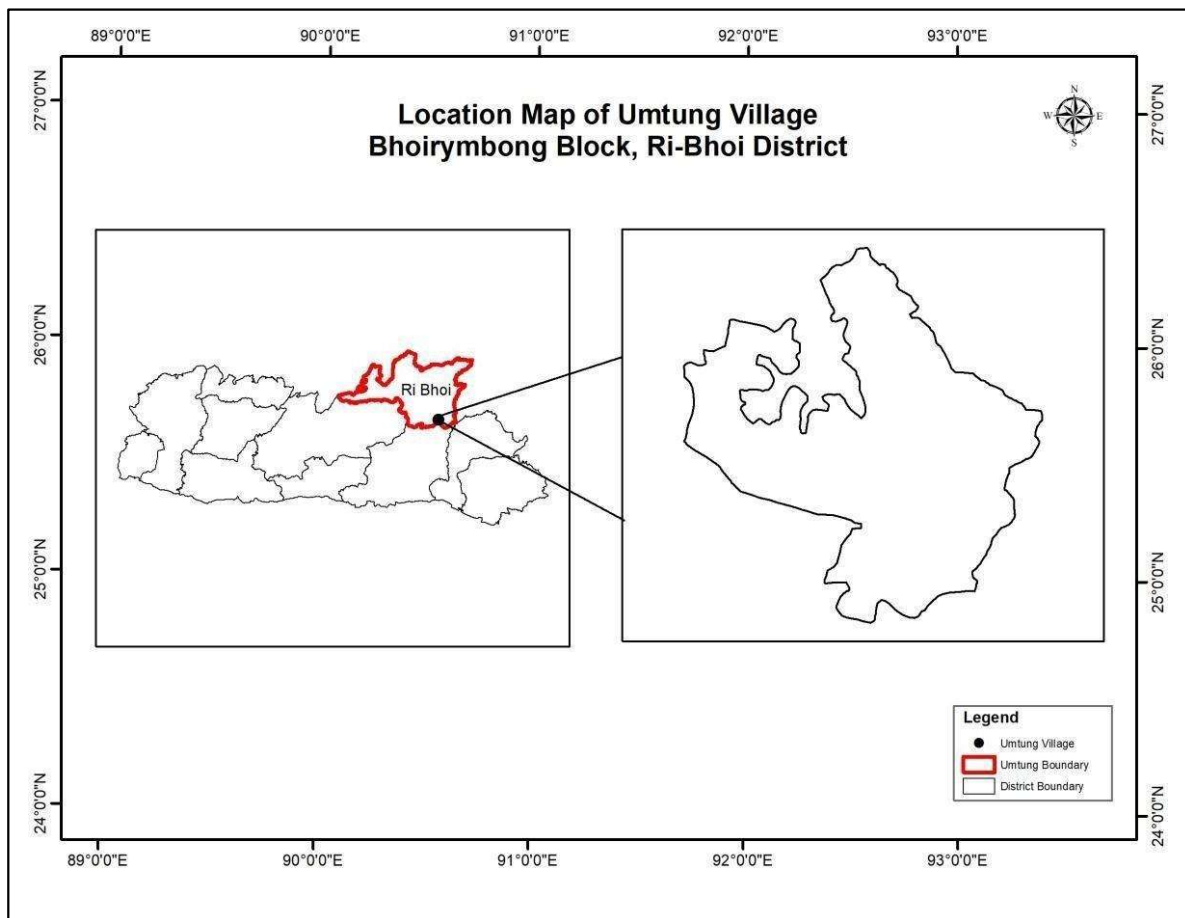 89°0'0"E 90°0'0"E 91°0'0"E 92°0'0"E 93°0'0"E
27°0'0"N
26°0'0"N
25°0'0"N
24°0'0"N
Location Map of Umtung Village
Bhoirymbong Block, Ri-Bhoi District
N
W E
S
Ri Bhoi
27°0'0"N
26°0'0"N
25°0'0"N
24°0'0"N
Legend
Umtung Village
Umtung Boundary
District Boundary
89°0'0"E 90°0'0"E 91°0'0"E 92°0'0"E 93°0'0"E